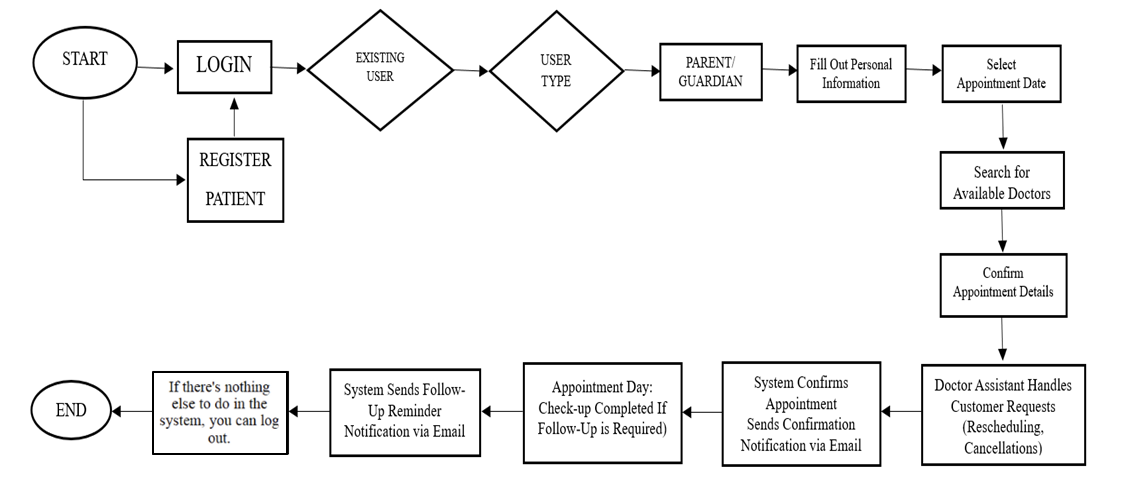 START
LOGIN
EXISTING
USER
USER
TYPE
PARENT/
GUARDIAN
Fill Out Personal
Information
Select
Appointment Date
REGISTER
PATIENT
Search for
Available Doctors
Confirm
Appointment Details
Doctor Assistant Handles
Customer Requests
(Rescheduling,
Cancellations)
System Confirms
Appointment
Sends Confirmation
Notification via Email
Appointment Day:
Check-up Completed If
Follow-Up is Required)
System Sends Follow-
Up Reminder
Notification via Email
If there's nothing
else to do in the
system, you can log
out.
END